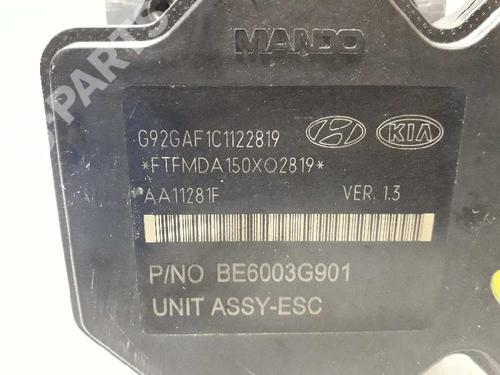 MANDO
G92GAF1C1122819
KIA
*FTFMDA150XO2819*
AA11281F VER. 1.3
P/NO BE6003G901
UNIT ASSY-ESC